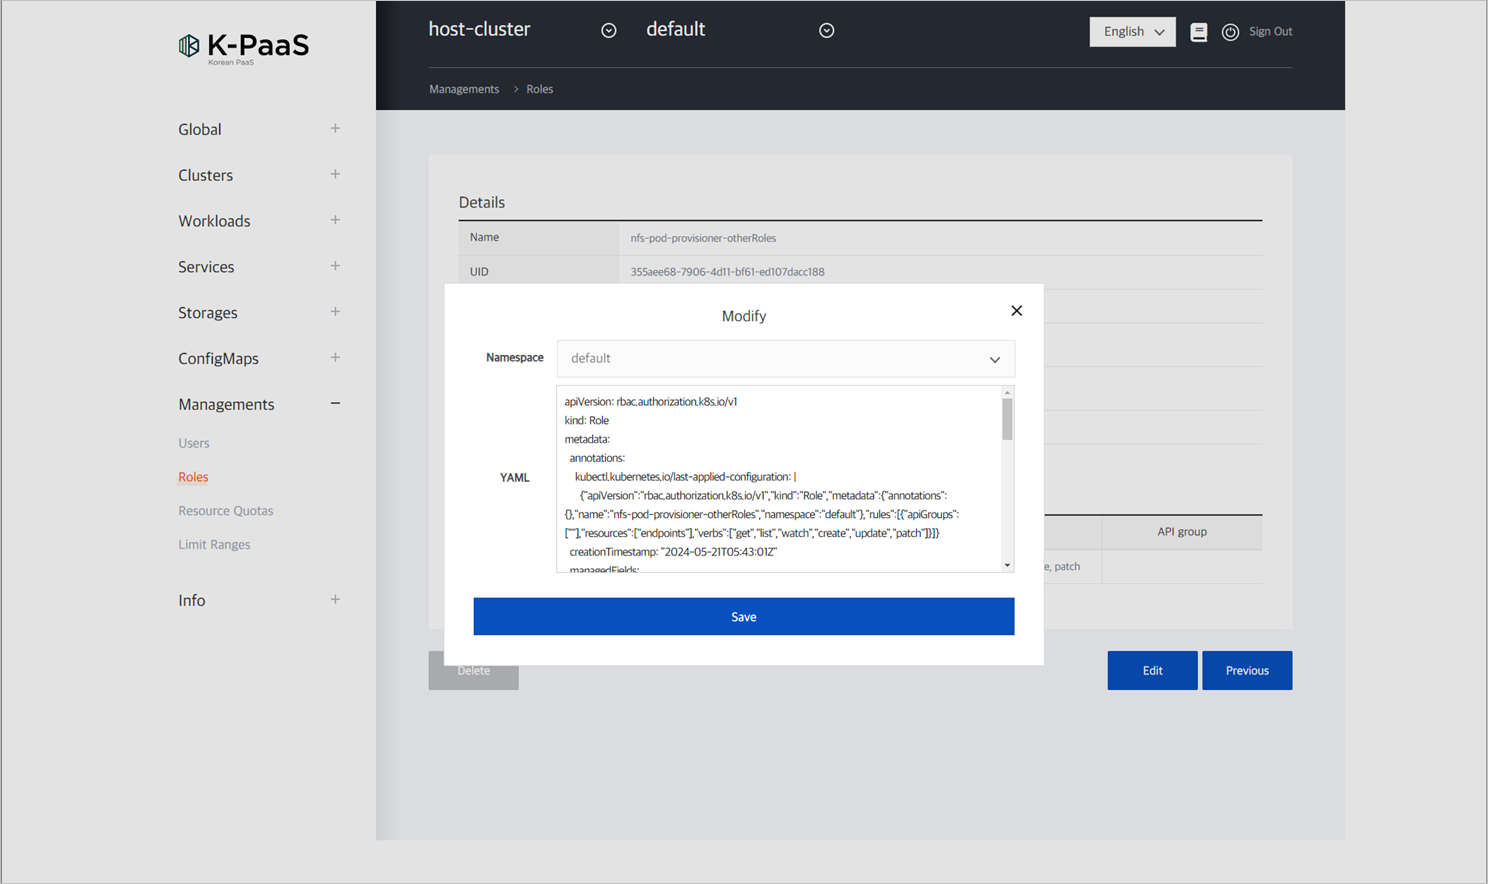 K-PaaS
Korean PaaS
host-cluster
default
English
Sign Out
Managements > Roles
Global
Clusters
Workloads
Services
Storages
ConfigMaps
Managements
Users
Roles
Resource Quotas
Limit Ranges
Info
Details
Name
nfs-pod-provisioner-otherRoles
UID
355aee68-7906-4d11-bf61-ed107dacc188
Modify
Namespace
default
YAML
apiVersion: rbac.authorization.k8s.io/v1
kind: Role
metadata:
annotations:
kubectl.kubernetes.io/last-applied-configuration: |
{"apiVersion":"rbac.authorization.k8s.io/v1","kind":"Role","metadata":{"annotations":
{},"name":"nfs-pod-provisioner-otherRoles","namespace":"default"},"rules":[{"apiGroups":
[""],"resources":["endpoints"],"verbs":["get","list","watch","create","update","patch"]}]}
creationTimestamp: "2024-05-21T05:43:01Z"
managedFields:
Save
API group
e, patch
Delete
Edit
Previous